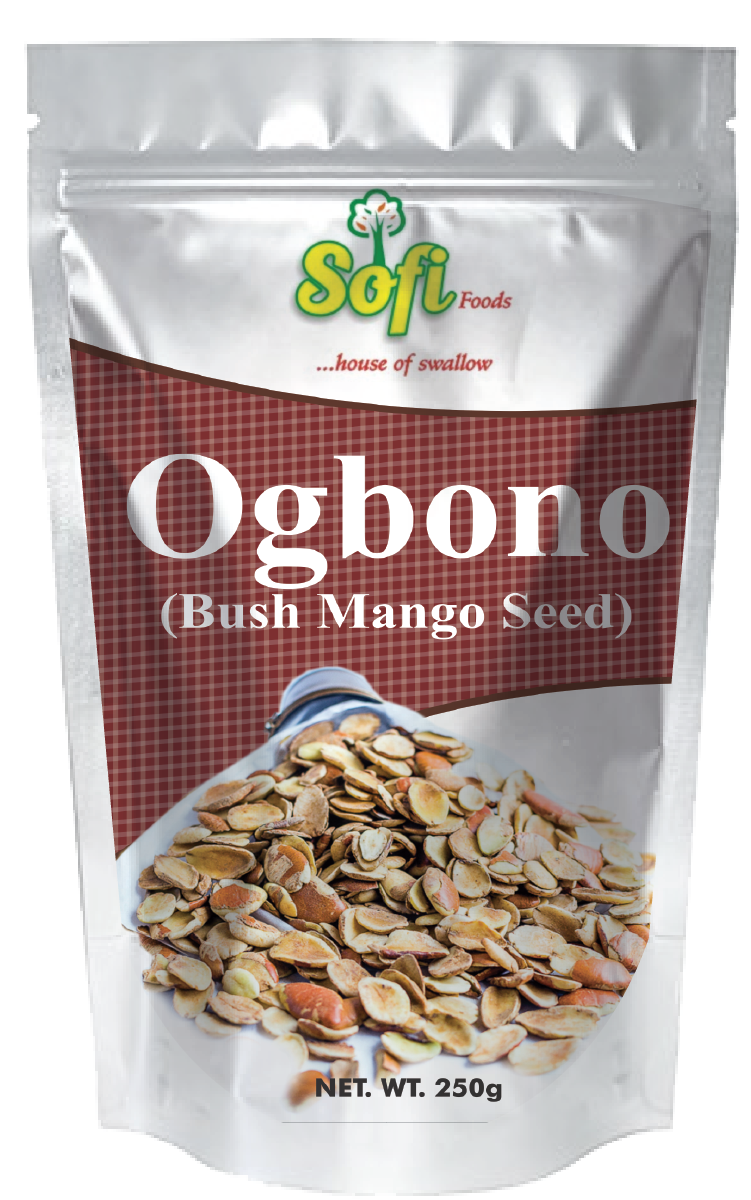 Sofi Foods
...house of swallow
Ogbono
(Bush Mango Seed)
NET. WT. 250g